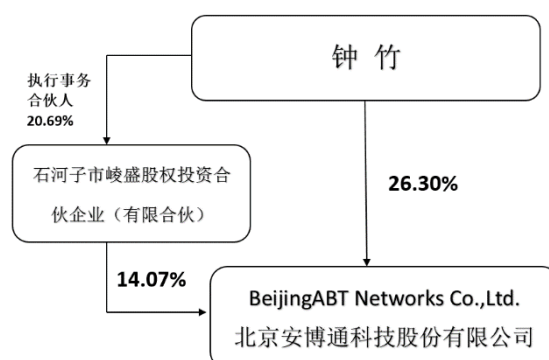 钟 竹
执行事务
合伙人
20.69%
石河子市崚盛股权投资合
伙企业（有限合伙）
26.30%
14.07%
BeijingABT Networks Co.,Ltd.
北京安博通科技股份有限公司